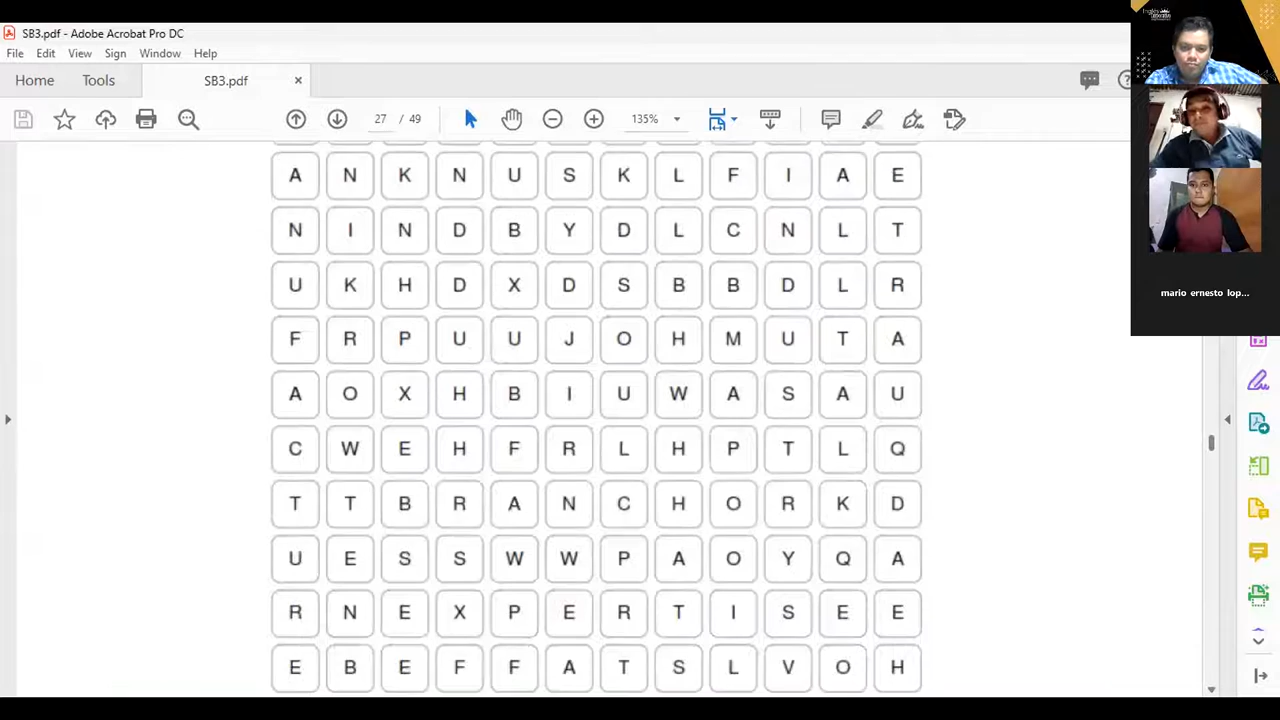 SB3.pdf - Adobe Acrobat Pro DC
File Edit View Sign Window Help
Home Tools SB3.pdf
27 / 49 135%
A N K N U S K L F I A E
N I N D B Y D L C N L T
U K H D X D S B B D L R
F R P U U J O H M U T A
A O X H B I U W A S A U
C W E H F R L H P T L Q
T T B R A N C H O R K D
U E S S W W P A O Y Q A
R N E X P E R T I S E E
E B E F F A T S L V O H
mario ernesto lop...